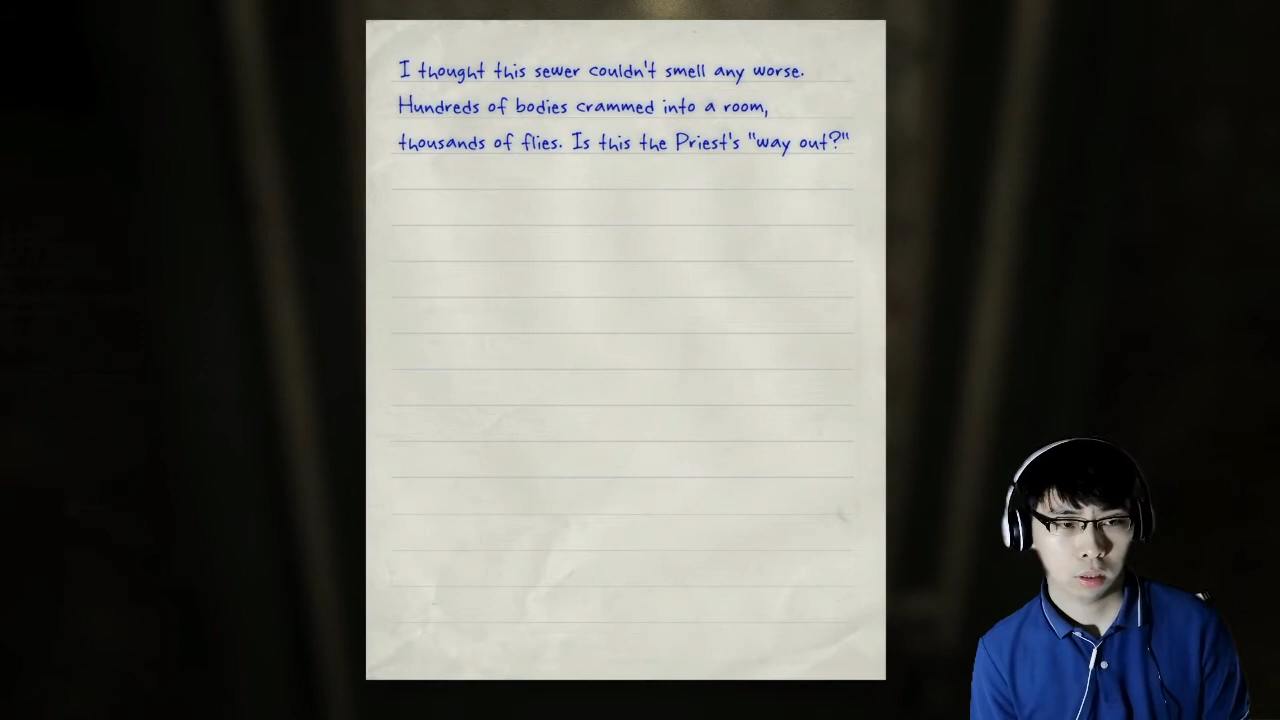 I thought this sewer couldn't smell any worse.
Hundreds of bodies crammed into a room,
thousands of flies. Is this the Priest's "way out?"